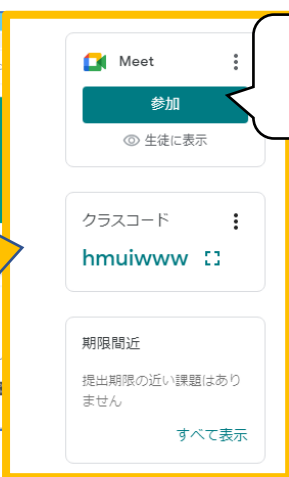 Meet
参加
生徒に表示
クラスコード
hmuiwww
期限間近
提出期限の近い課題はあり
ません
すべて表示